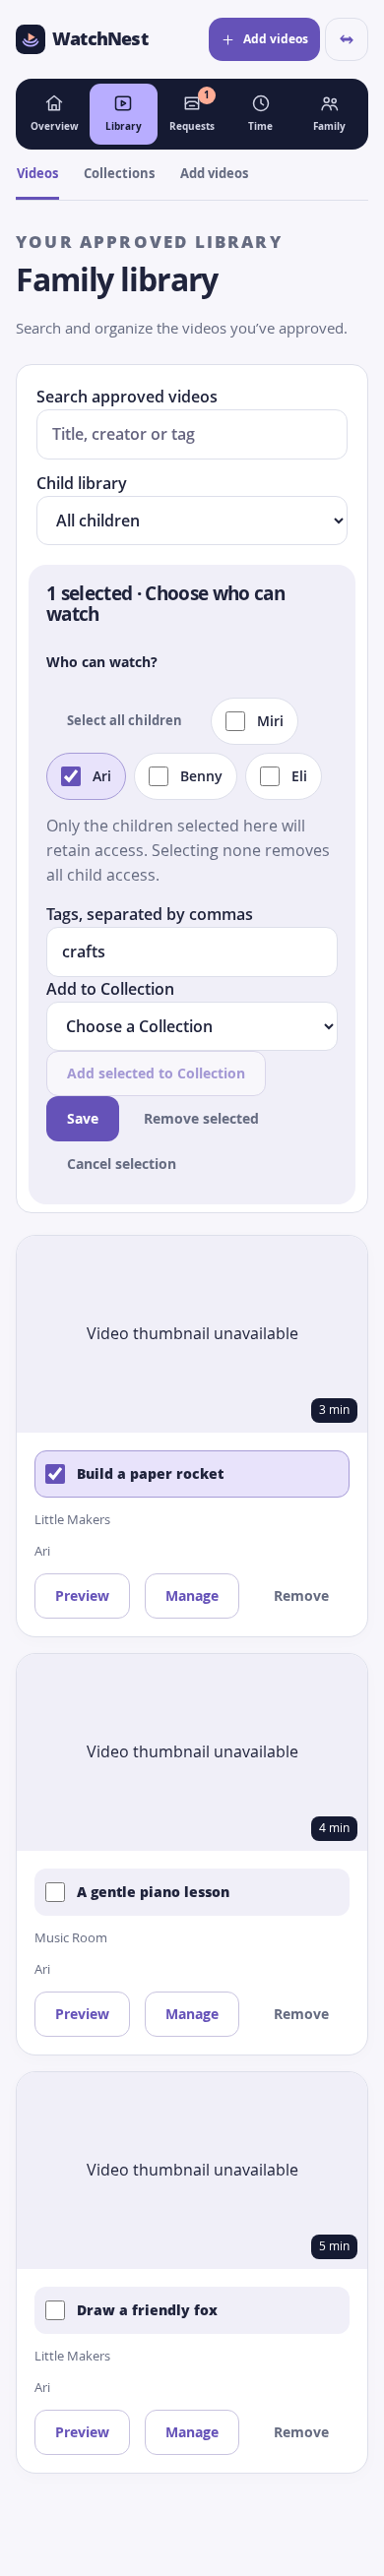 WatchNest
+ Add videos
↔
Overview
Library
1
Requests
Time
Family
Videos
Collections
Add videos
YOUR APPROVED LIBRARY
Family library
Search and organize the videos you’ve approved.
Search approved videos
Title, creator or tag
Child library
All children
1 selected · Choose who can
watch
Who can watch?
Select all children
Miri
Ari
Benny
Eli
Only the children selected here will
retain access. Selecting none removes
all child access.
Tags, separated by commas
crafts
Add to Collection
Choose a Collection
Add selected to Collection
Save
Remove selected
Cancel selection
Video thumbnail unavailable
3 min
Build a paper rocket
Little Makers
Ari
Preview
Manage
Remove
Video thumbnail unavailable
4 min
A gentle piano lesson
Music Room
Ari
Preview
Manage
Remove
Video thumbnail unavailable
5 min
Draw a friendly fox
Little Makers
Ari
Preview
Manage
Remove